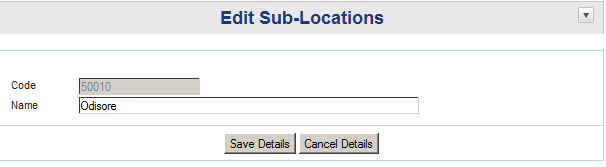 Edit Sub-Locations
Code 50010
Name Odisore
Save Details Cancel Details